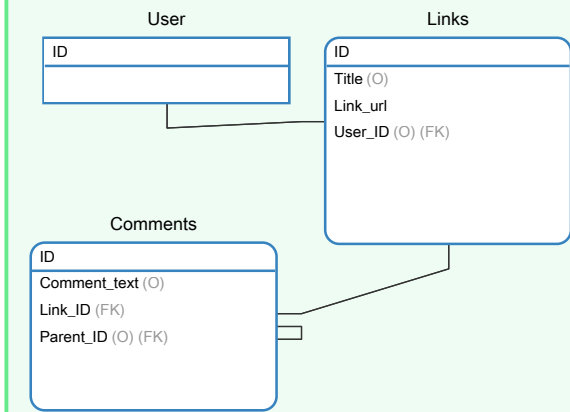 User
ID
Links
ID
Title (O)
Link_url
User_ID (O) (FK)
Comments
ID
Comment_text (O)
Link_ID (FK)
Parent_ID (O) (FK)